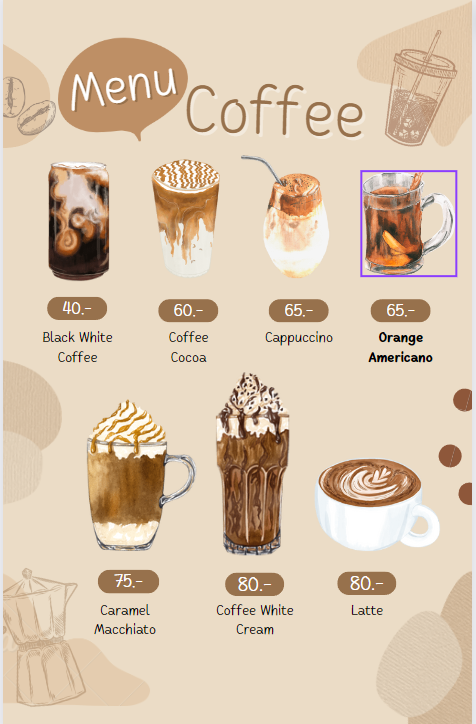 Menu
Coffee
40.-
60.-
65.-
65.-
Black White
Coffee
Coffee
Cocoa
Cappuccino
Orange
Americano
75.-
80.-
80.-
Caramel
Macchiato
Coffee White
Cream
Latte